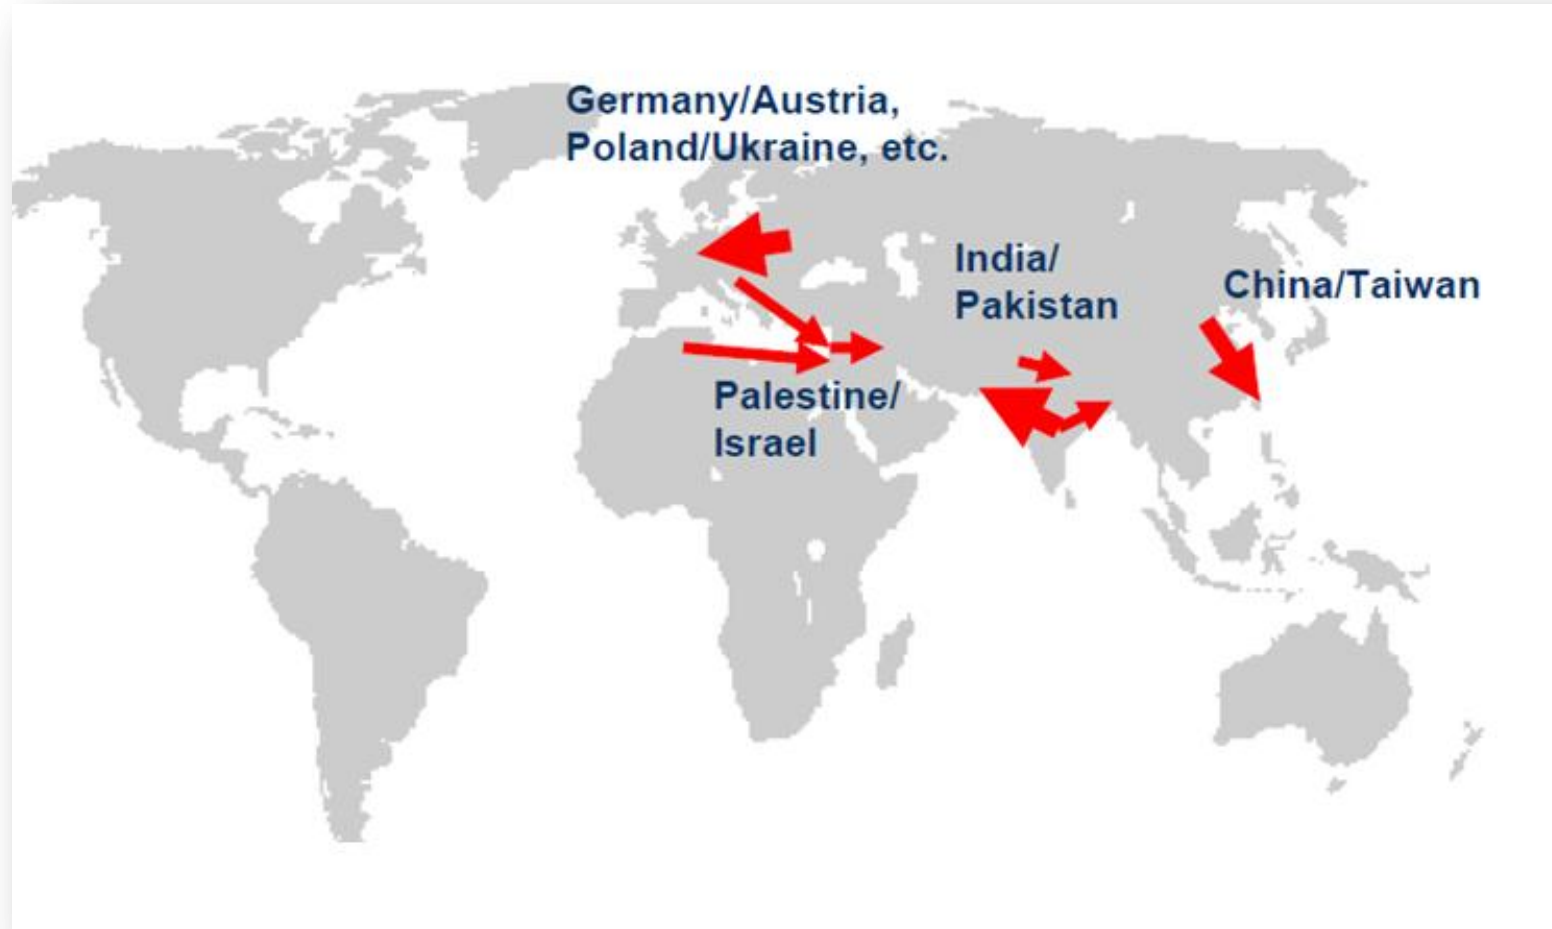 Germany/Austria,
Poland/Ukraine, etc.
India/
Pakistan
China/Taiwan
Palestine/
Israel